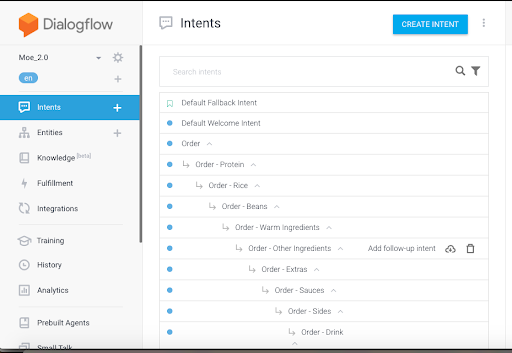 Dialogflow
Moe_2.0
en
Intents
Entities
Knowledge [beta]
Fulfillment
Integrations
Training
History
Analytics
Prebuilt Agents
Small Talk
Intents
CREATE INTENT
Search intents
Default Fallback Intent
Default Welcome Intent
Order
Order - Protein
Order - Rice
Order - Beans
Order - Warm Ingredients
Order - Other Ingredients Add follow-up intent
Order - Extras
Order - Sauces
Order - Sides
Order - Drink